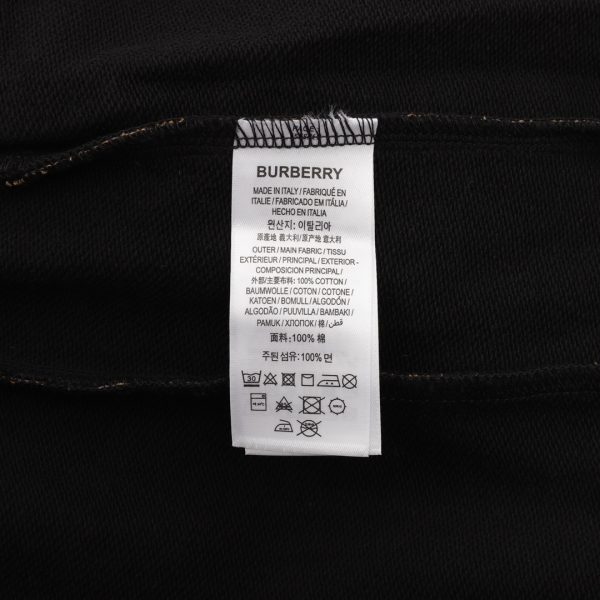 BURBERRY
MADE IN ITALY / FABRIQUÉ EN
ITALIE / FABRICADO EM ITÁLIA /
HECHO EN ITALIA
원산지: 이탈리아
原產地 義大利/原产地 意大利
OUTER / MAIN FABRIC / TISSU
EXTÉRIEUR / PRINCIPAL / EXTERIOR -
COMPOSICION PRINCIPAL /
外部/主要布料: 100% COTTON /
BAUMWOLLE / COTON / COTONE /
KATOEN / BOMULL / ALGODÓN /
ALGODÃO / PUUVILLA / BAMBAKI /
PAMUK / ХЛОПОК / 棉 / قطن
面料: 100% 棉
주된 섬유: 100% 면
30